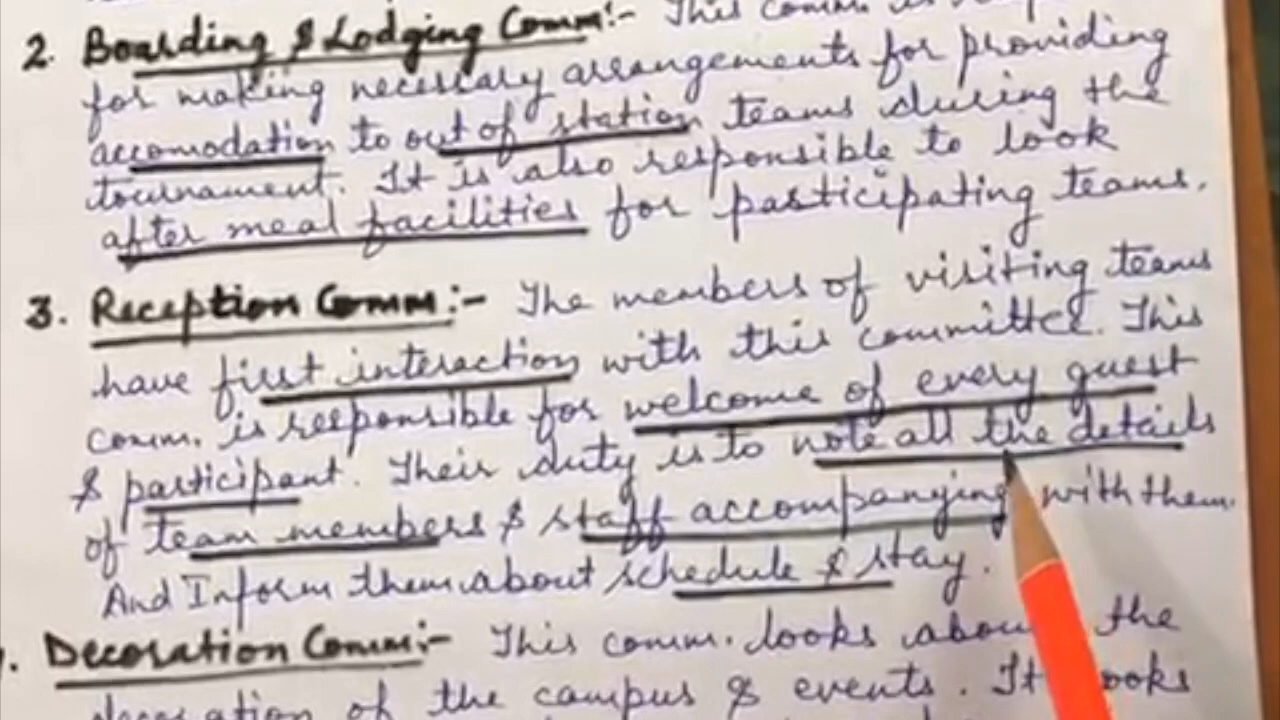 2. Boarding & Lodging Comm:- This comm. is
for making necessary arrangements for providing
accomodation to out of station teams during the
tournament. It is also responsible to look
after meal facilities for participating teams.
3. Reception Comm:- The members of visiting teams
have first interaction with this committee. This
comm. is responsible for welcome of every guest
& participant. Their duty is to note all the details
of team members & staff accompanying with them.
And Inform them about schedule & stay.
Decoration Comm:- This comm. looks about the
decoration of the campus & events. It looks